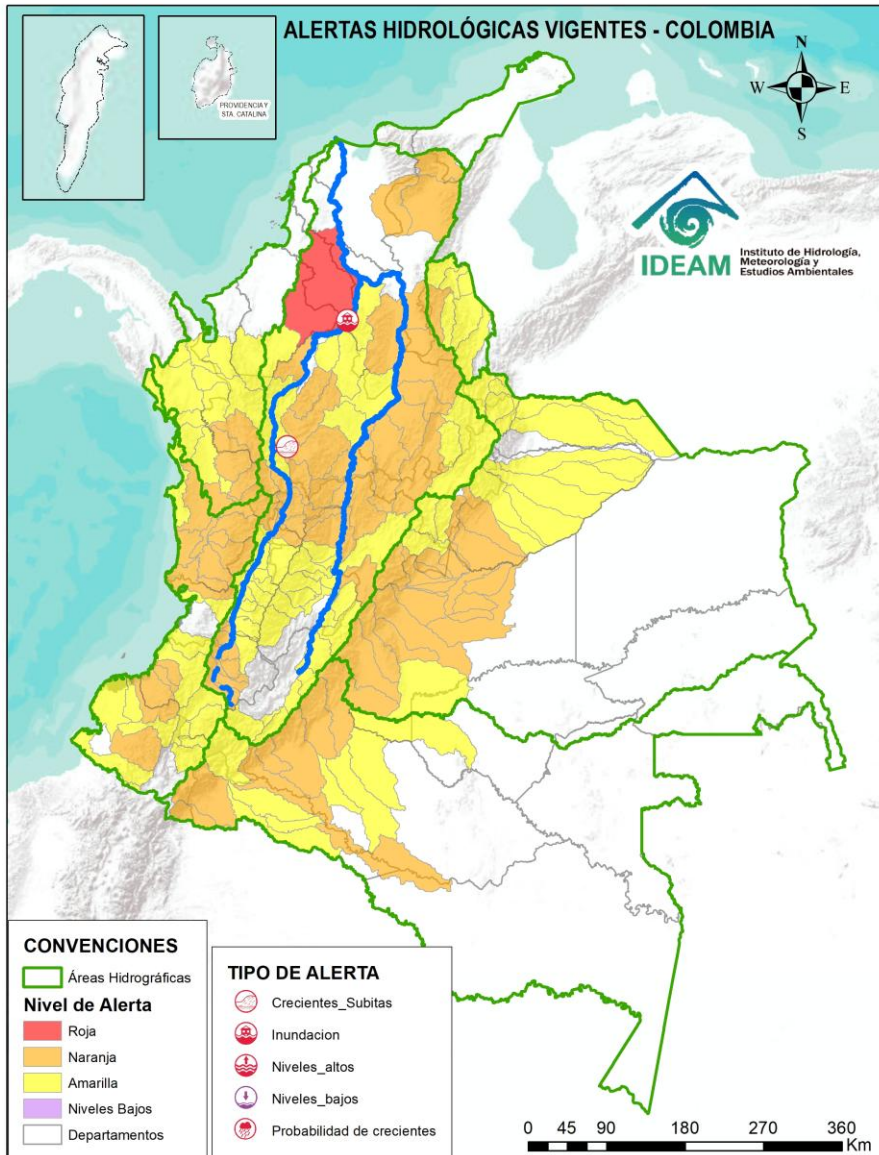 ALERTAS HIDROLÓGICAS VIGENTES - COLOMBIA
PROVIDENCIA Y
STA. CATALINA
N
W
E
S
IDEAM
Instituto de Hidrología,
Meteorología y
Estudios Ambientales
CONVENCIONES
Áreas Hidrográficas
Nivel de Alerta
Roja
Naranja
Amarilla
Niveles Bajos
Departamentos
TIPO DE ALERTA
Crecientes_Subitas
Inundacion
Niveles_altos
Niveles_bajos
Probabilidad de crecientes
0 45 90 180 270 360
Km